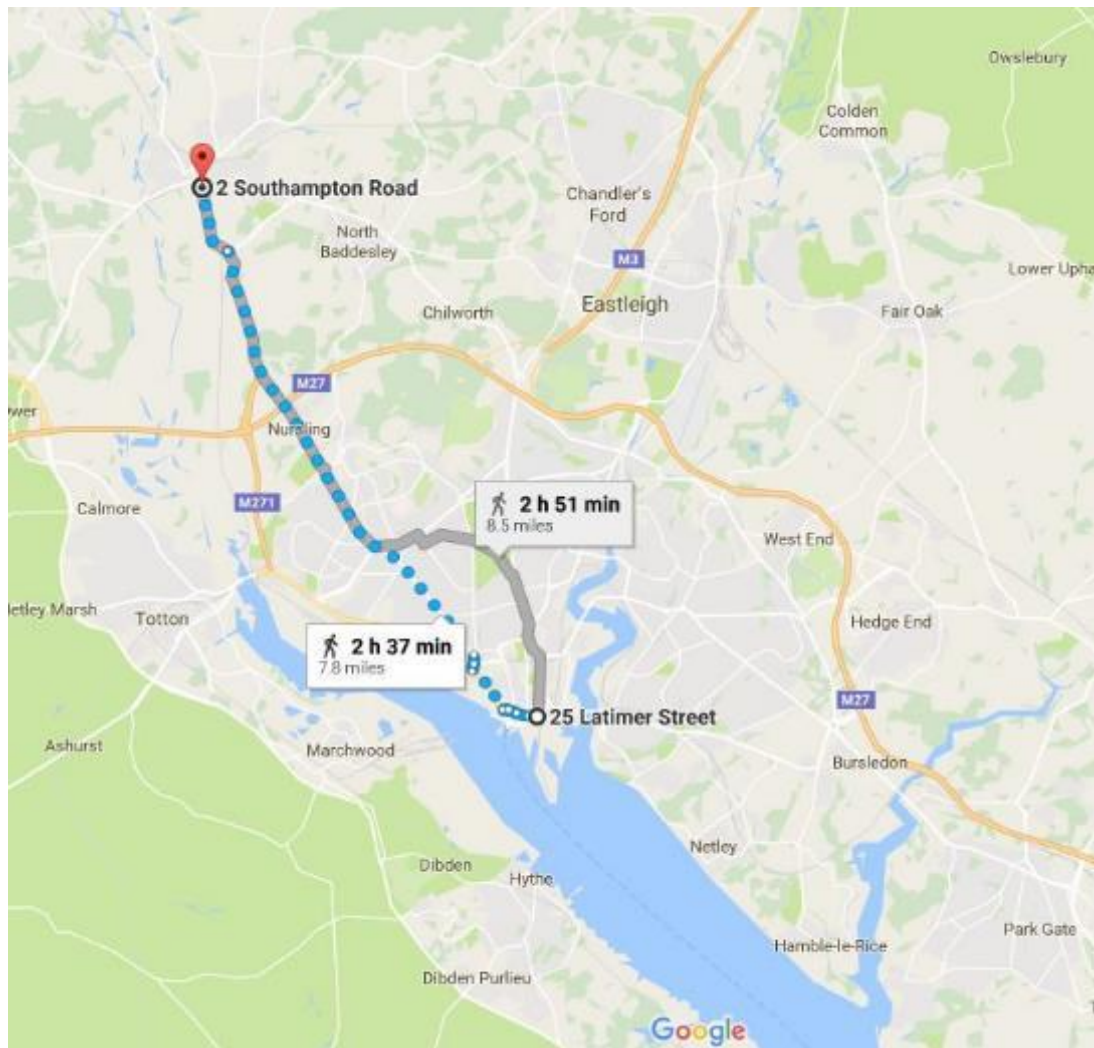 Owslebury
Colden
Common
2 Southampton Road
Chandler's
Ford
North
Baddesley
M3
Lower Upha
Eastleigh
Chilworth
Fair Oak
M27
ower
Nursling
M271
Calmore
2 h 51 min
8.5 miles
West End
Netley Marsh
Totton
Hedge End
2 h 37 min
7.8 miles
M27
25 Latimer Street
Ashurst
Marchwood
Bursledon
Netley
Dibden
Hythe
Park Gate
Hamble-le-Rice
Dibden Purlieu
Google